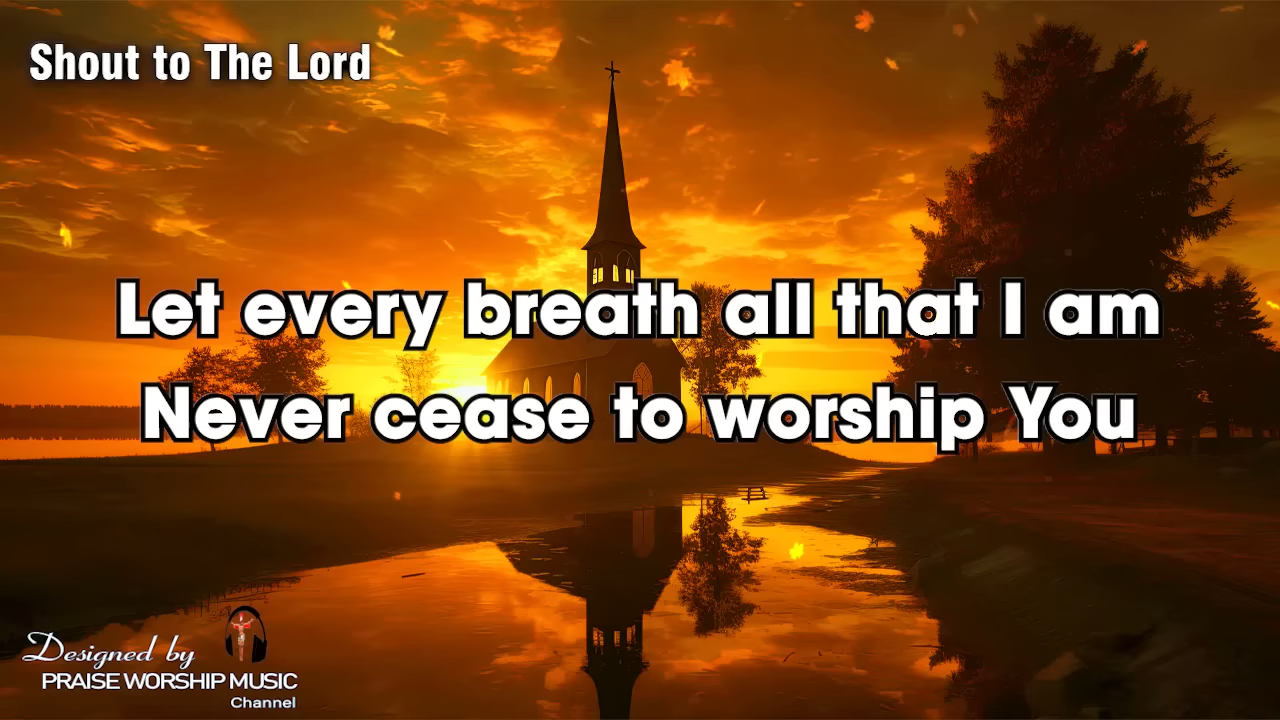 Shout to The Lord
Let every breath all that I am
Never cease to worship You
Designed by
PRAISE WORSHIP MUSIC
Channel